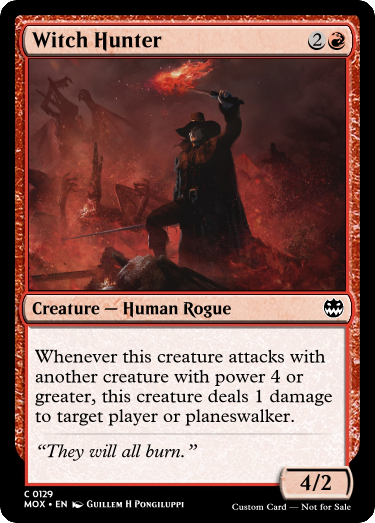 Witch Hunter 2
Creature — Human Rogue
Whenever this creature attacks with
another creature with power 4 or
greater, this creature deals 1 damage
to target player or planeswalker.
“They will all burn.”
4/2
C 0129
MOX • EN Guillem H Pongiluppi
Custom Card — Not for Sale